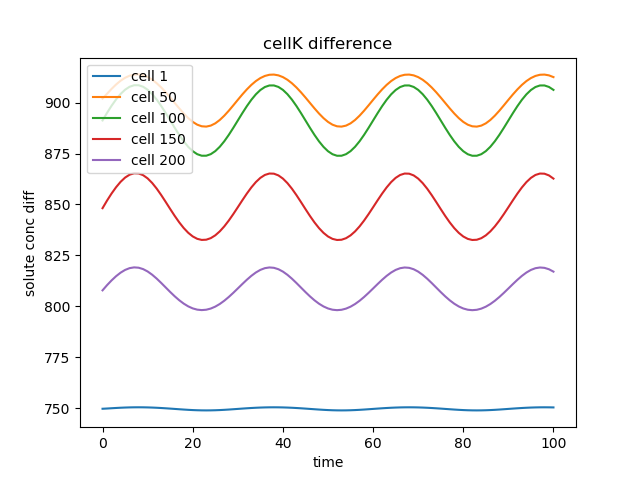 cellK difference
cell 1
cell 50
cell 100
cell 150
cell 200
solute conc diff
900
875
850
825
800
775
750
0 20 40 60 80 100
time